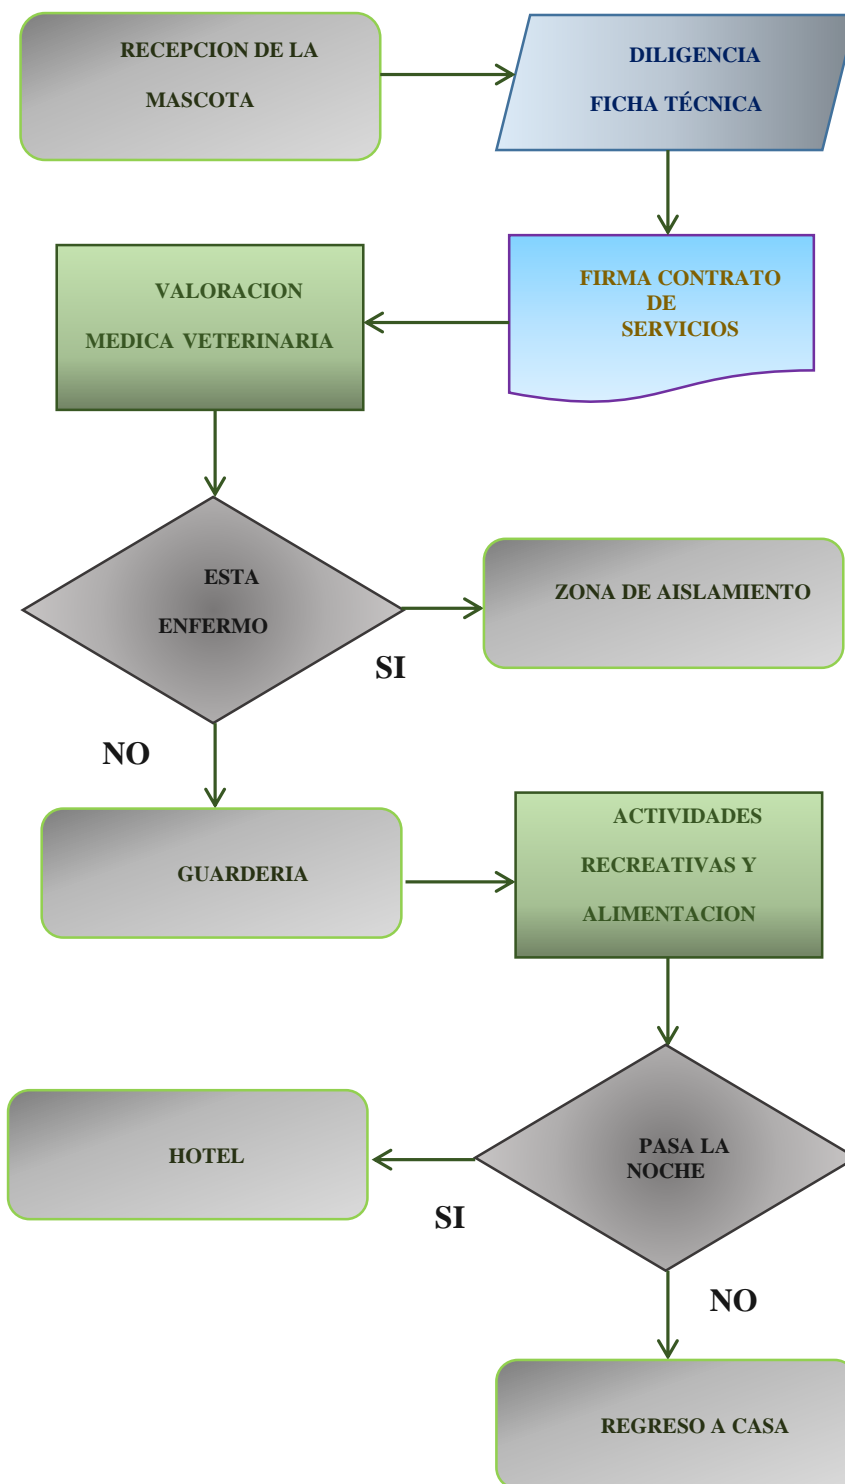 RECEPCION DE LA
MASCOTA
DILIGENCIA
FICHA TÉCNICA
FIRMA CONTRATO
DE
SERVICIOS
VALORACION
MEDICA VETERINARIA
ESTA
ENFERMO
SI
ZONA DE AISLAMIENTO
NO
GUARDERIA
ACTIVIDADES
RECREATIVAS Y
ALIMENTACION
PASA LA
NOCHE
SI
HOTEL
NO
REGRESO A CASA